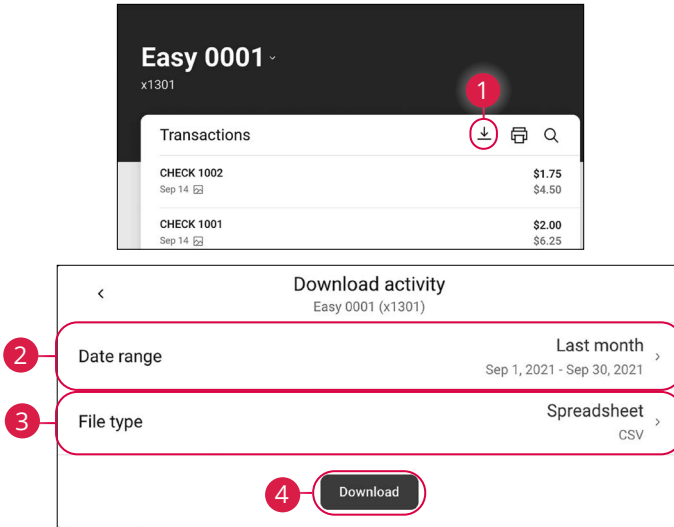 Easy 0001
x1301
1
Transactions
CHECK 1002 $1.75
Sep 14 $4.50
CHECK 1001 $2.00
Sep 14 $6.25
Download activity
Easy 0001 (x1301)
2
Date range Last month
Sep 1, 2021 - Sep 30, 2021
3
File type Spreadsheet
CSV
4 Download